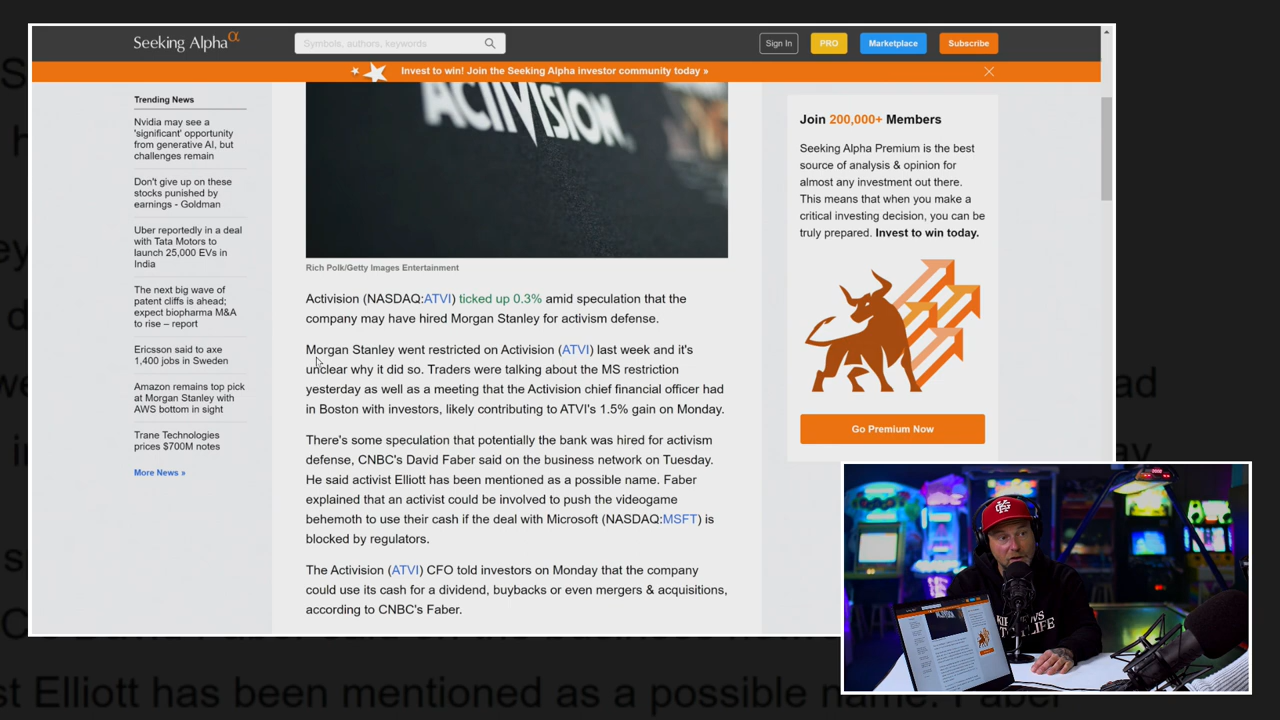 Seeking Alpha α
Symbols, authors, keywords
Sign In
PRO
Marketplace
Subscribe
Invest to win! Join the Seeking Alpha investor community today »
Trending News
Nvidia may see a
'significant' opportunity
from generative AI, but
challenges remain
Don't give up on these
stocks punished by
earnings - Goldman
Uber reportedly in a deal
with Tata Motors to
launch 25,000 EVs in
India
The next big wave of
patent cliffs is ahead;
expect biopharma M&A
to rise – report
Ericsson said to axe
1,400 jobs in Sweden
Amazon remains top pick
at Morgan Stanley with
AWS bottom in sight
Trane Technologies
prices $700M notes
More News »
ACTIVISION
Rich Polk/Getty Images Entertainment
Activision (NASDAQ:ATVI) ticked up 0.3% amid speculation that the
company may have hired Morgan Stanley for activism defense.
Morgan Stanley went restricted on Activision (ATVI) last week and it's
unclear why it did so. Traders were talking about the MS restriction
yesterday as well as a meeting that the Activision chief financial officer had
in Boston with investors, likely contributing to ATVI's 1.5% gain on Monday.
There's some speculation that potentially the bank was hired for activism
defense, CNBC's David Faber said on the business network on Tuesday.
He said activist Elliott has been mentioned as a possible name. Faber
explained that an activist could be involved to push the videogame
behemoth to use their cash if the deal with Microsoft (NASDAQ:MSFT) is
blocked by regulators.
The Activision (ATVI) CFO told investors on Monday that the company
could use its cash for a dividend, buybacks or even mergers & acquisitions,
according to CNBC's Faber.
Join 200,000+ Members
Seeking Alpha Premium is the best
source of analysis & opinion for
almost any investment out there.
This means that when you make a
critical investing decision, you can be
truly prepared. Invest to win today.
Go Premium Now
st Elliott has been mentioned as a possible name. Faber